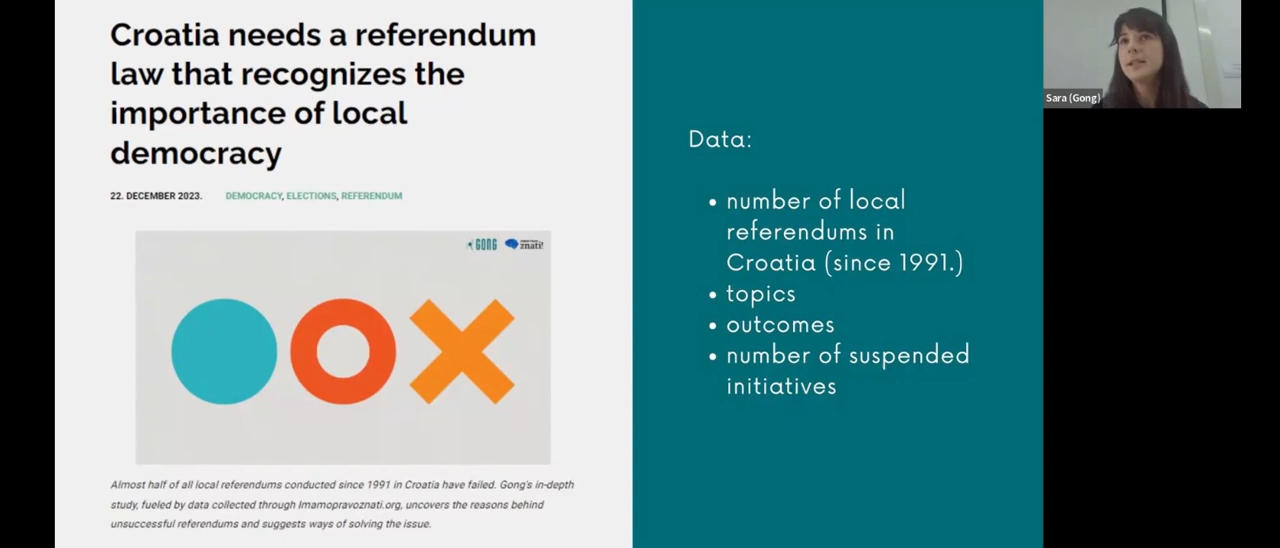 Croatia needs a referendum
law that recognizes the
importance of local
democracy
22. DECEMBER 2023. DEMOCRACY, ELECTIONS, REFERENDUM
GONG
znati!
Almost half of all local referendums conducted since 1991 in Croatia have failed. Gong's in-depth
study, fueled by data collected through Imamopravoznati.org, uncovers the reasons behind
unsuccessful referendums and suggests ways of solving the issue.
Data:
• number of local
referendums in
Croatia (since 1991.)
• topics
• outcomes
• number of suspended
initiatives
Sara (Gong)